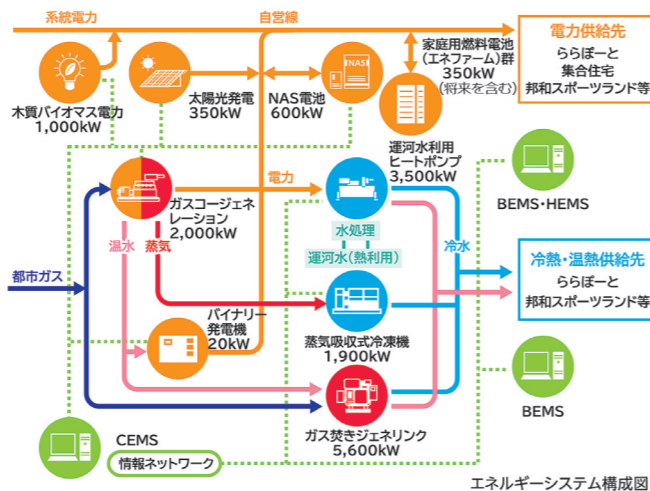 系統電力
自営線
電力供給先
ららぽーと
集合住宅
邦和スポーツランド等
木質バイオマス電力
1,000kW
太陽光発電
350kW
NAS
NAS電池
600kW
家庭用燃料電池
(エネファーム)群
350kW
(将来を含む)
運河水利用
ヒートポンプ
3,500kW
BEMS・HEMS
ガスコージェネ
レーション
2,000kW
電力
水処理
運河水(熱利用)
冷水
温水
蒸気
都市ガス
冷熱・温熱供給先
ららぽーと
邦和スポーツランド等
バイナリー
発電機
20kW
蒸気吸収式冷凍機
1,900kW
BEMS
ガス焚きジェネリンク
5,600kW
CEMS
情報ネットワーク
エネルギーシステム構成図